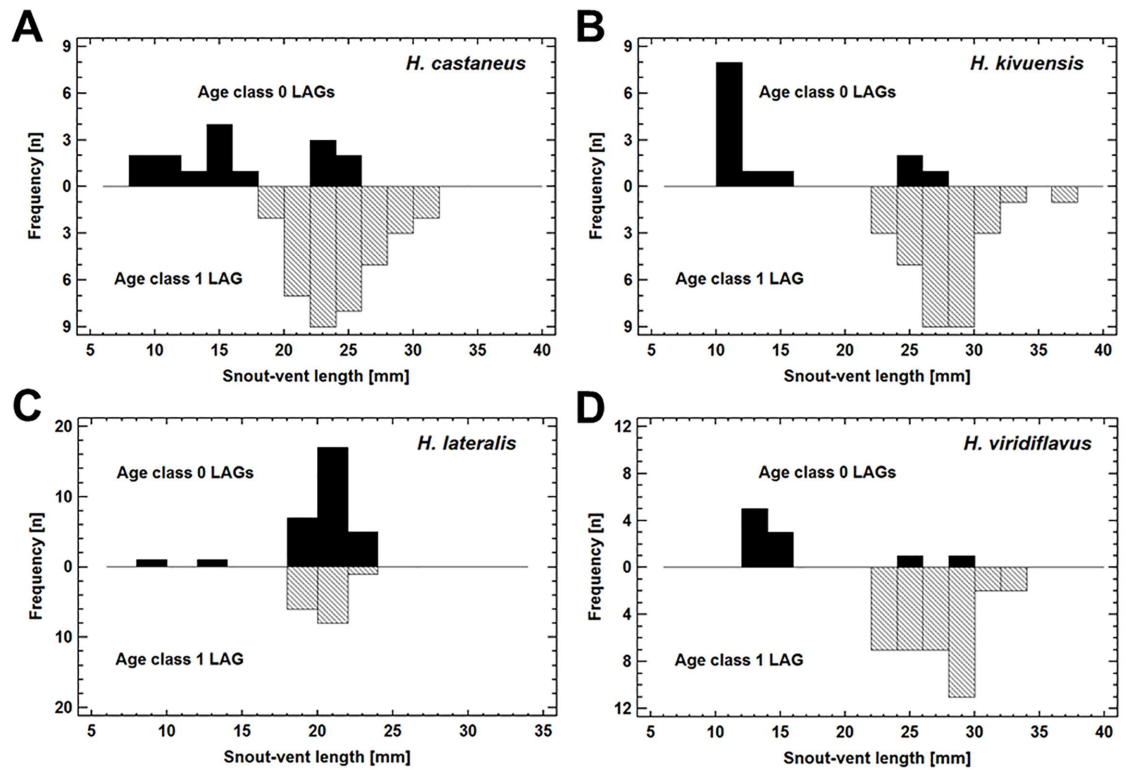 A
H. castaneus
Age class 0 LAGs
Age class 1 LAG
Frequency [n]
9
6
3
0
3
6
9
5 10 15 20 25 30 35 40
Snout-vent length [mm]
B
H. kivuensis
Age class 0 LAGs
Age class 1 LAG
Frequency [n]
9
6
3
0
3
6
9
5 10 15 20 25 30 35 40
Snout-vent length [mm]
C
H. lateralis
Age class 0 LAGs
Age class 1 LAG
Frequency [n]
20
10
0
10
20
5 10 15 20 25 30 35
Snout-vent length [mm]
D
H. viridiflavus
Age class 0 LAGs
Age class 1 LAG
Frequency [n]
12
8
4
0
4
8
12
5 10 15 20 25 30 35 40
Snout-vent length [mm]